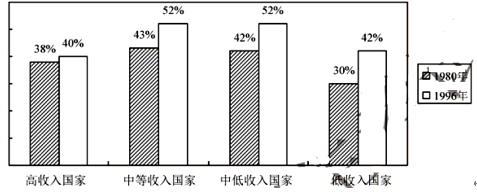 38% 40% 43% 52% 42% 52% 30% 42%
1980年
1996年
高收入国家 中等收入国家 中低收入国家 低收入国家